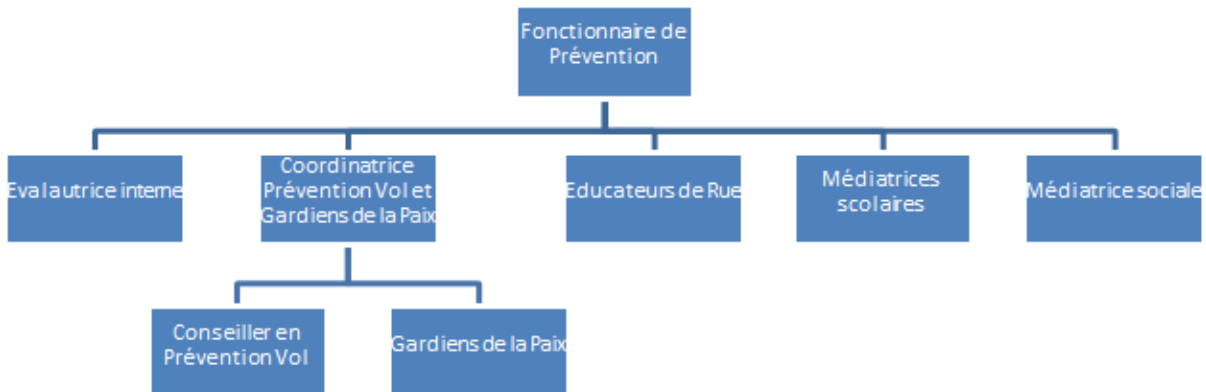 Fonctionnaire de
Prévention
Evalautrice interne
Coordinatrice
Prévention Vol et
Gardiens de la Paix
Educateurs de Rue
Médiatrices
scolaires
Médiatrice sociale
Conseiller en
Prévention Vol
Gardiens de la Paix